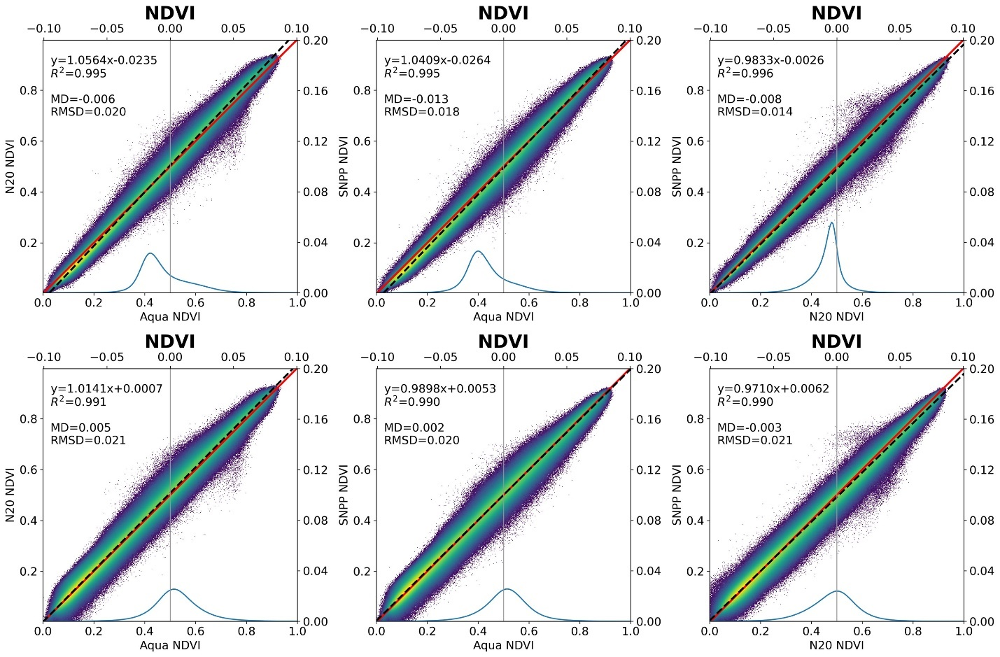 NDVI
−0.10 −0.05 0.00 0.05 0.10
y=1.0564x-0.0235
R²=0.995
MD=-0.006
RMSD=0.020
N20 NDVI
0.8
0.6
0.4
0.2
0.20
0.16
0.12
0.08
0.04
0.00
0.0 0.2 0.4 0.6 0.8 1.0
Aqua NDVI
NDVI
−0.10 −0.05 0.00 0.05 0.10
y=1.0409x-0.0264
R²=0.995
MD=-0.013
RMSD=0.018
SNPP NDVI
0.8
0.6
0.4
0.2
0.20
0.16
0.12
0.08
0.04
0.00
0.0 0.2 0.4 0.6 0.8 1.0
Aqua NDVI
NDVI
−0.10 −0.05 0.00 0.05 0.10
y=0.9833x-0.0026
R²=0.996
MD=-0.008
RMSD=0.014
SNPP NDVI
0.8
0.6
0.4
0.2
0.20
0.16
0.12
0.08
0.04
0.00
0.0 0.2 0.4 0.6 0.8 1.0
N20 NDVI
NDVI
−0.10 −0.05 0.00 0.05 0.10
y=1.0141x+0.0007
R²=0.991
MD=0.005
RMSD=0.021
N20 NDVI
0.8
0.6
0.4
0.2
0.20
0.16
0.12
0.08
0.04
0.00
0.0 0.2 0.4 0.6 0.8 1.0
Aqua NDVI
NDVI
−0.10 −0.05 0.00 0.05 0.10
y=0.9898x+0.0053
R²=0.990
MD=0.002
RMSD=0.020
SNPP NDVI
0.8
0.6
0.4
0.2
0.20
0.16
0.12
0.08
0.04
0.00
0.0 0.2 0.4 0.6 0.8 1.0
Aqua NDVI
NDVI
−0.10 −0.05 0.00 0.05 0.10
y=0.9710x+0.0062
R²=0.990
MD=-0.003
RMSD=0.021
SNPP NDVI
0.8
0.6
0.4
0.2
0.20
0.16
0.12
0.08
0.04
0.00
0.0 0.2 0.4 0.6 0.8 1.0
N20 NDVI